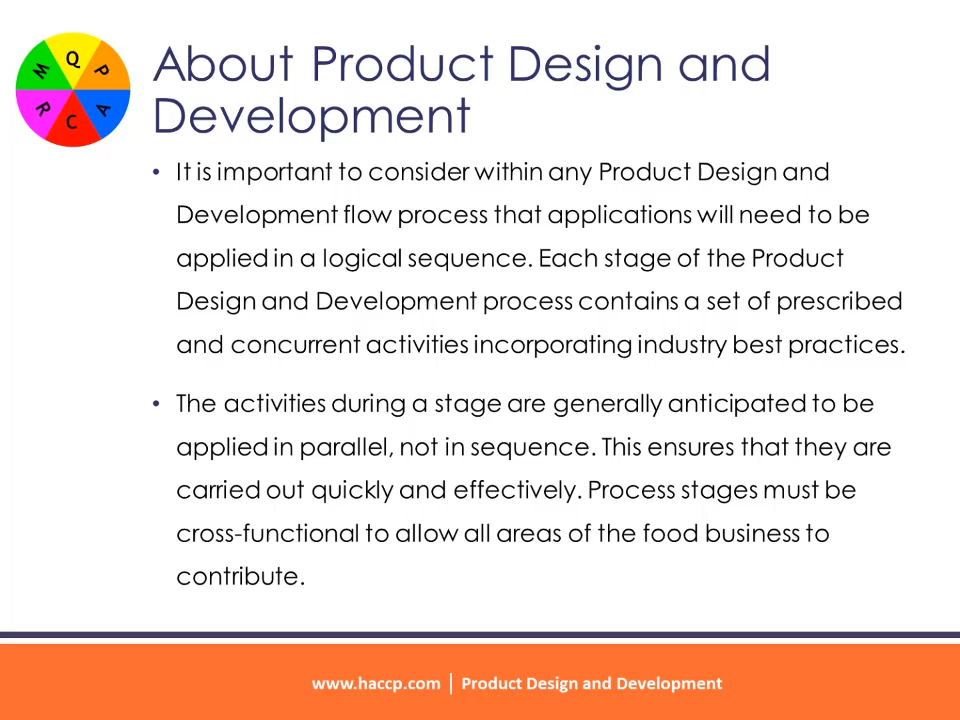 Q
P
A
C
R
M
About Product Design and
Development
• It is important to consider within any Product Design and
Development flow process that applications will need to be
applied in a logical sequence. Each stage of the Product
Design and Development process contains a set of prescribed
and concurrent activities incorporating industry best practices.
• The activities during a stage are generally anticipated to be
applied in parallel, not in sequence. This ensures that they are
carried out quickly and effectively. Process stages must be
cross-functional to allow all areas of the food business to
contribute.
www.haccp.com | Product Design and Development